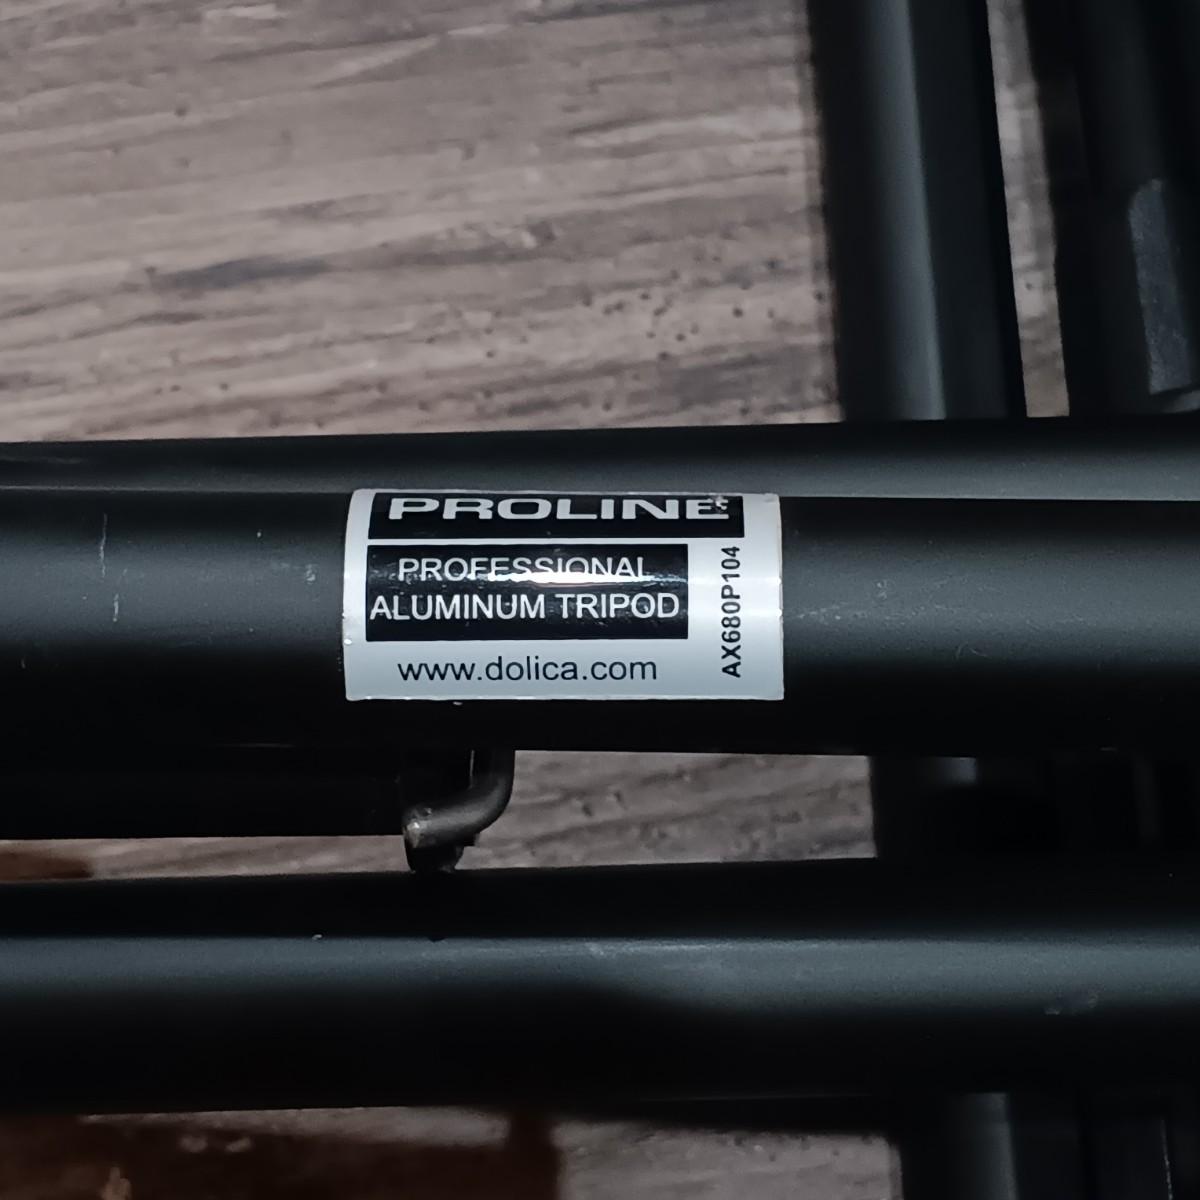 PROLINE
PROFESSIONAL
ALUMINUM TRIPOD
www.dolica.com
AX680P104